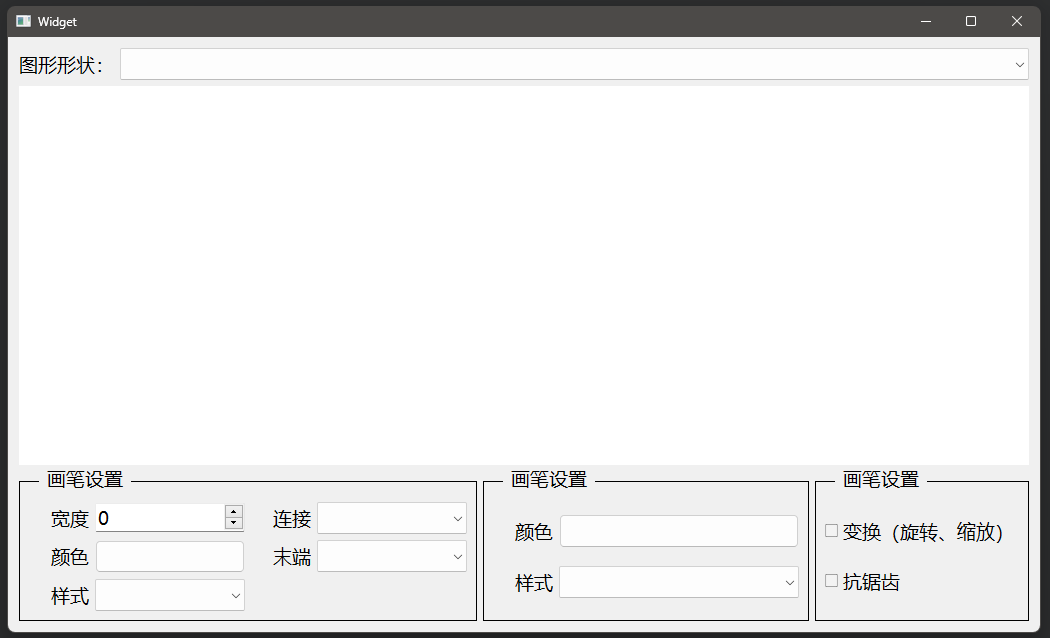 Widget
图形形状：
画笔设置
宽度 0
连接
颜色
末端
样式
画笔设置
颜色
样式
画笔设置
变换（旋转、缩放）
抗锯齿